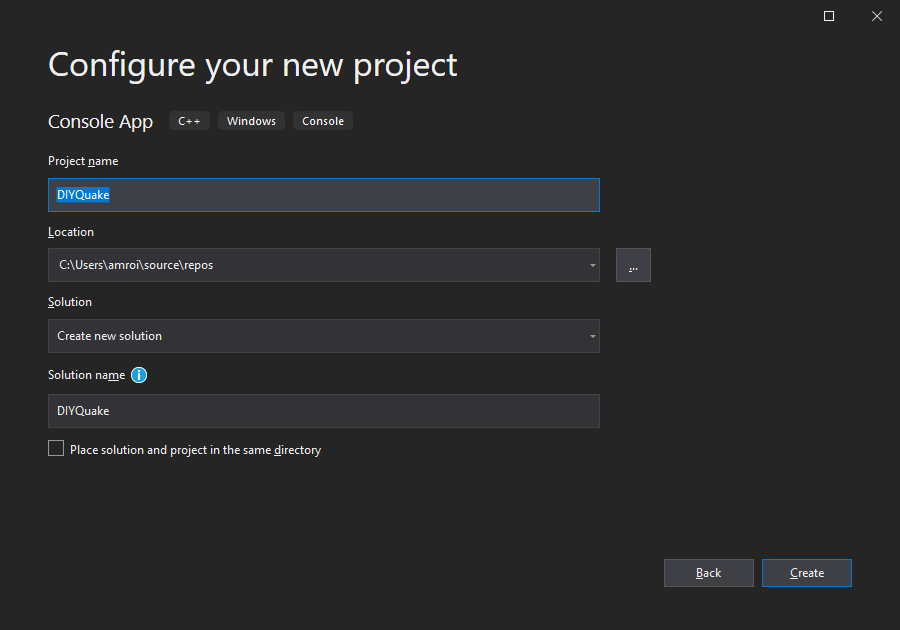 Configure your new project
Console App C++ Windows Console
Project name
DIYQuake
Location
C:\Users\amroi\source\repos
...
Solution
Create new solution
Solution name
DIYQuake
Place solution and project in the same directory
Back Create